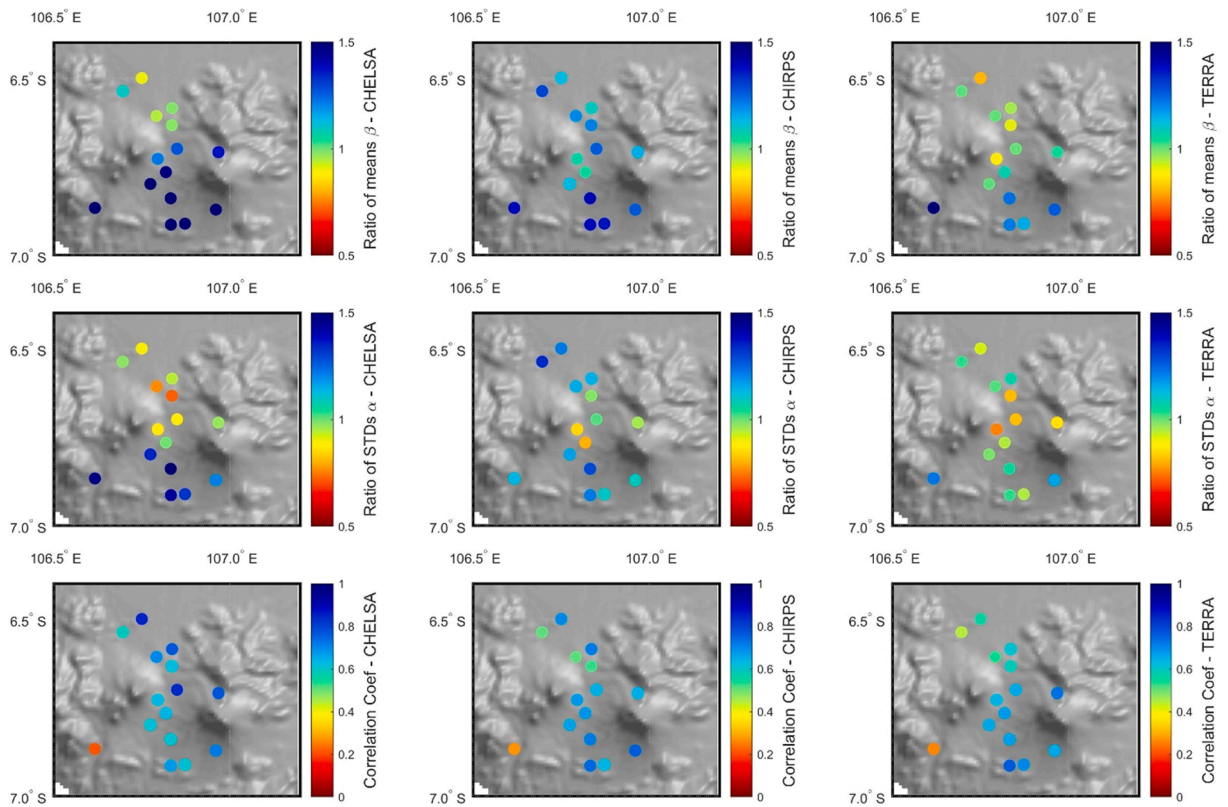 106.5° E 107.0° E 106.5° E 107.0° E 106.5° E 107.0° E
6.5° S
7.0° S
1.5
1
0.5
Ratio of means β - CHELSA
6.5° S
7.0° S
1.5
1
0.5
Ratio of means β - CHIRPS
6.5° S
7.0° S
1.5
1
0.5
Ratio of means β - TERRA
106.5° E 107.0° E 106.5° E 107.0° E 106.5° E 107.0° E
6.5° S
7.0° S
1.5
1
0.5
Ratio of STDs α - CHELSA
6.5° S
7.0° S
1.5
1
0.5
Ratio of STDs α - CHIRPS
6.5° S
7.0° S
1.5
1
0.5
Ratio of STDs α - TERRA
106.5° E 107.0° E 106.5° E 107.0° E 106.5° E 107.0° E
6.5° S
7.0° S
1
0.8
0.6
0.4
0.2
0
Correlation Coef - CHELSA
6.5° S
7.0° S
1
0.8
0.6
0.4
0.2
0
Correlation Coef - CHIRPS
6.5° S
7.0° S
1
0.8
0.6
0.4
0.2
0
Correlation Coef - TERRA